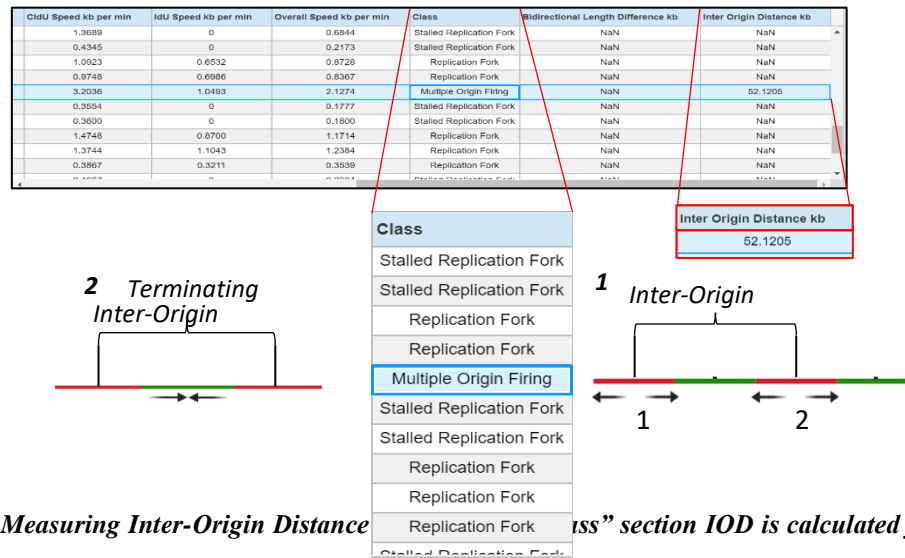 CldU Speed kb per min IdU Speed kb per min Overall Speed kb per min Class Bidirectional Length Difference kb Inter Origin Distance kb
1.3689 0 0.6844 Stalled Replication Fork NaN NaN
0.4345 0 0.2173 Stalled Replication Fork NaN NaN
1.0923 0.6532 0.8728 Replication Fork NaN NaN
0.9748 0.6986 0.8367 Replication Fork NaN NaN
3.2036 1.0493 2.1274 Multiple Origin Firing NaN 52.1205
0.3554 0 0.1777 Stalled Replication Fork NaN NaN
0.3600 0 0.1800 Stalled Replication Fork NaN NaN
1.4748 0.8700 1.1714 Replication Fork NaN NaN
1.3744 1.1043 1.2384 Replication Fork NaN NaN
0.3867 0.3211 0.3539 Replication Fork NaN NaN
Inter Origin Distance kb
52.1205
Class
Stalled Replication Fork
Stalled Replication Fork
Replication Fork
Replication Fork
Multiple Origin Firing
Stalled Replication Fork
Stalled Replication Fork
Replication Fork
Replication Fork
Replication Fork
Stalled Replication Fork
2 Terminating
Inter-Origin
1 Inter-Origin
1 2
Measuring Inter-Origin Distance ass” section IOD is calculated